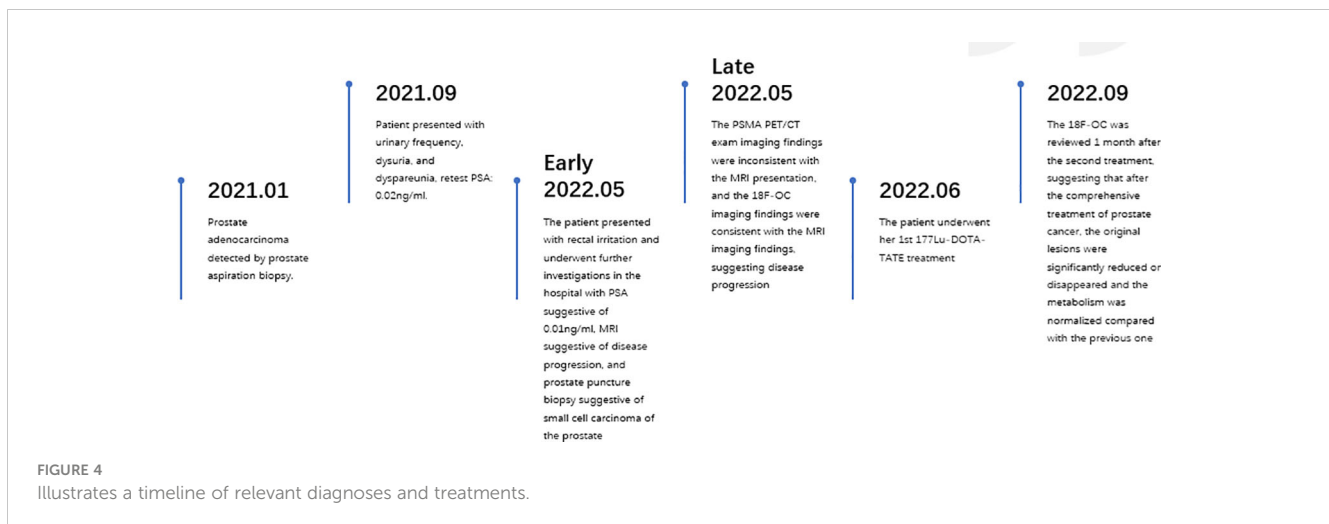 2021.01
Prostate
adenocarcinoma
detected by prostate
aspiration biopsy.
2021.09
Patient presented with
urinary frequency,
dysuria, and
dyspareunia, retest PSA:
0.02ng/ml.
Early
2022.05
The patient presented
with rectal irritation and
underwent further
investigations in the
hospital with PSA
suggestive of
0.01ng/ml, MRI
suggestive of disease
progression, and
prostate puncture
biopsy suggestive of
small cell carcinoma of
the prostate
Late
2022.05
The PSMA PET/CT
exam imaging findings
were inconsistent with
the MRI presentation,
and the 18F-OC
imaging findings were
consistent with the MRI
imaging findings,
suggesting disease
progression
2022.06
The patient underwent
her 1st 177Lu-DOTA-
TATE treatment
2022.09
The 18F-OC was
reviewed 1 month after
the second treatment,
suggesting that after
the comprehensive
treatment of prostate
cancer, the original
lesions were
significantly reduced or
disappeared and the
metabolism was
normalized compared
with the previous one
FIGURE 4
Illustrates a timeline of relevant diagnoses and treatments.